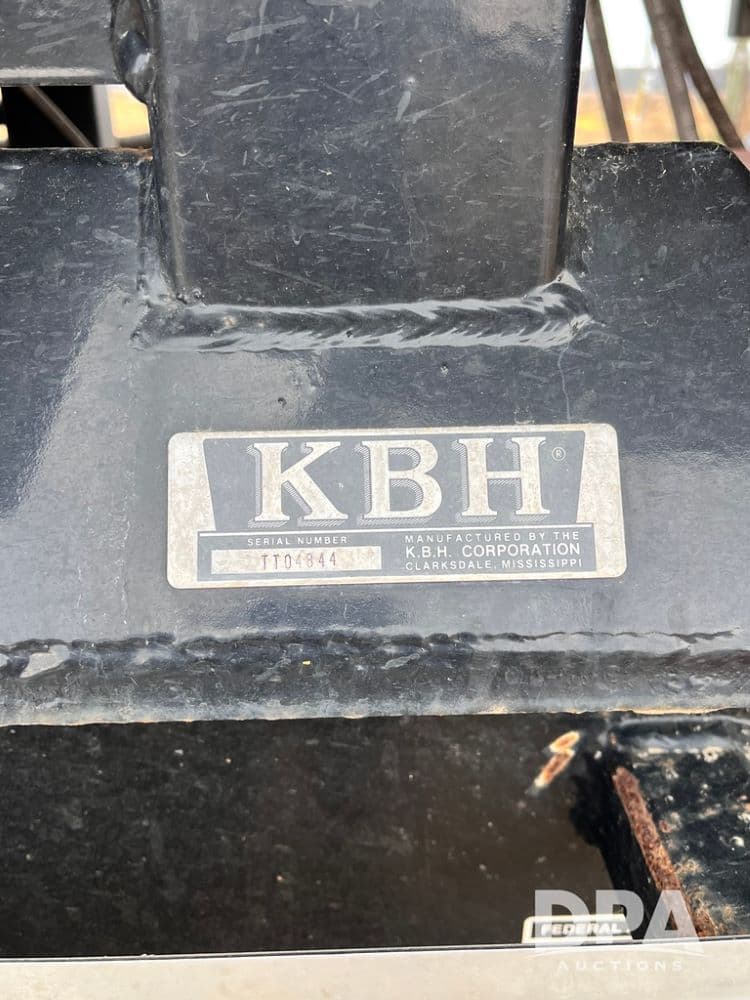 KBH®
SERIAL NUMBER
TT04844
MANUFACTURED BY THE
K.B.H. CORPORATION
CLARKSDALE, MISSISSIPPI
FEDERAL
DPA
AUCTIONS